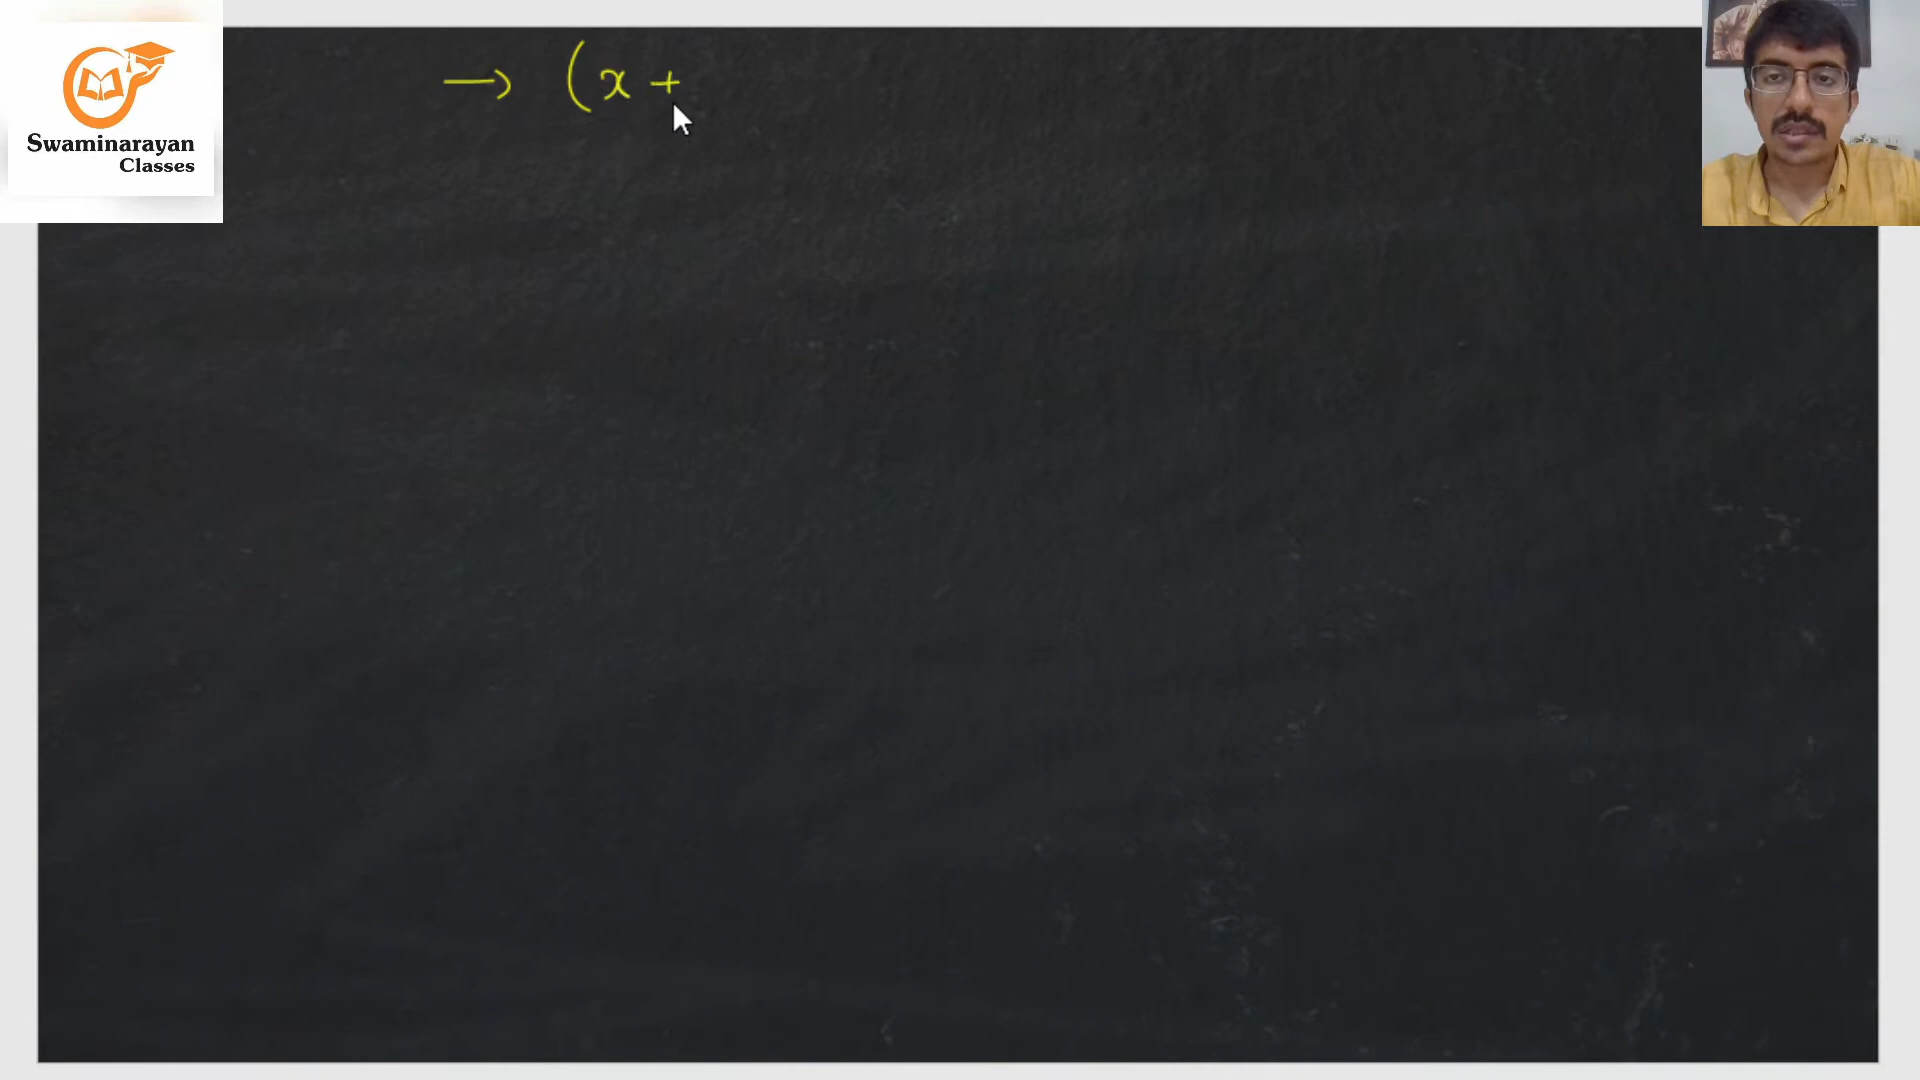 → (x +
Swaminarayan
Classes